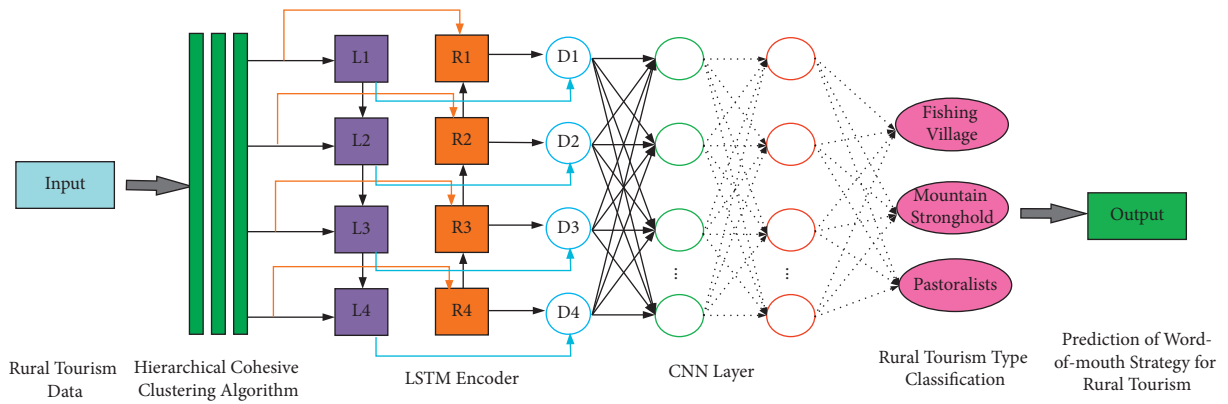 Input
L1
L2
L3
L4
R1
R2
R3
R4
D1
D2
D3
D4
...
...
Fishing
Village
Mountain
Stronghold
Pastoralists
Output
Rural Tourism
Data
Hierarchical Cohesive
Clustering Algorithm
LSTM Encoder
CNN Layer
Rural Tourism Type
Classification
Prediction of Word-
of-mouth Strategy for
Rural Tourism